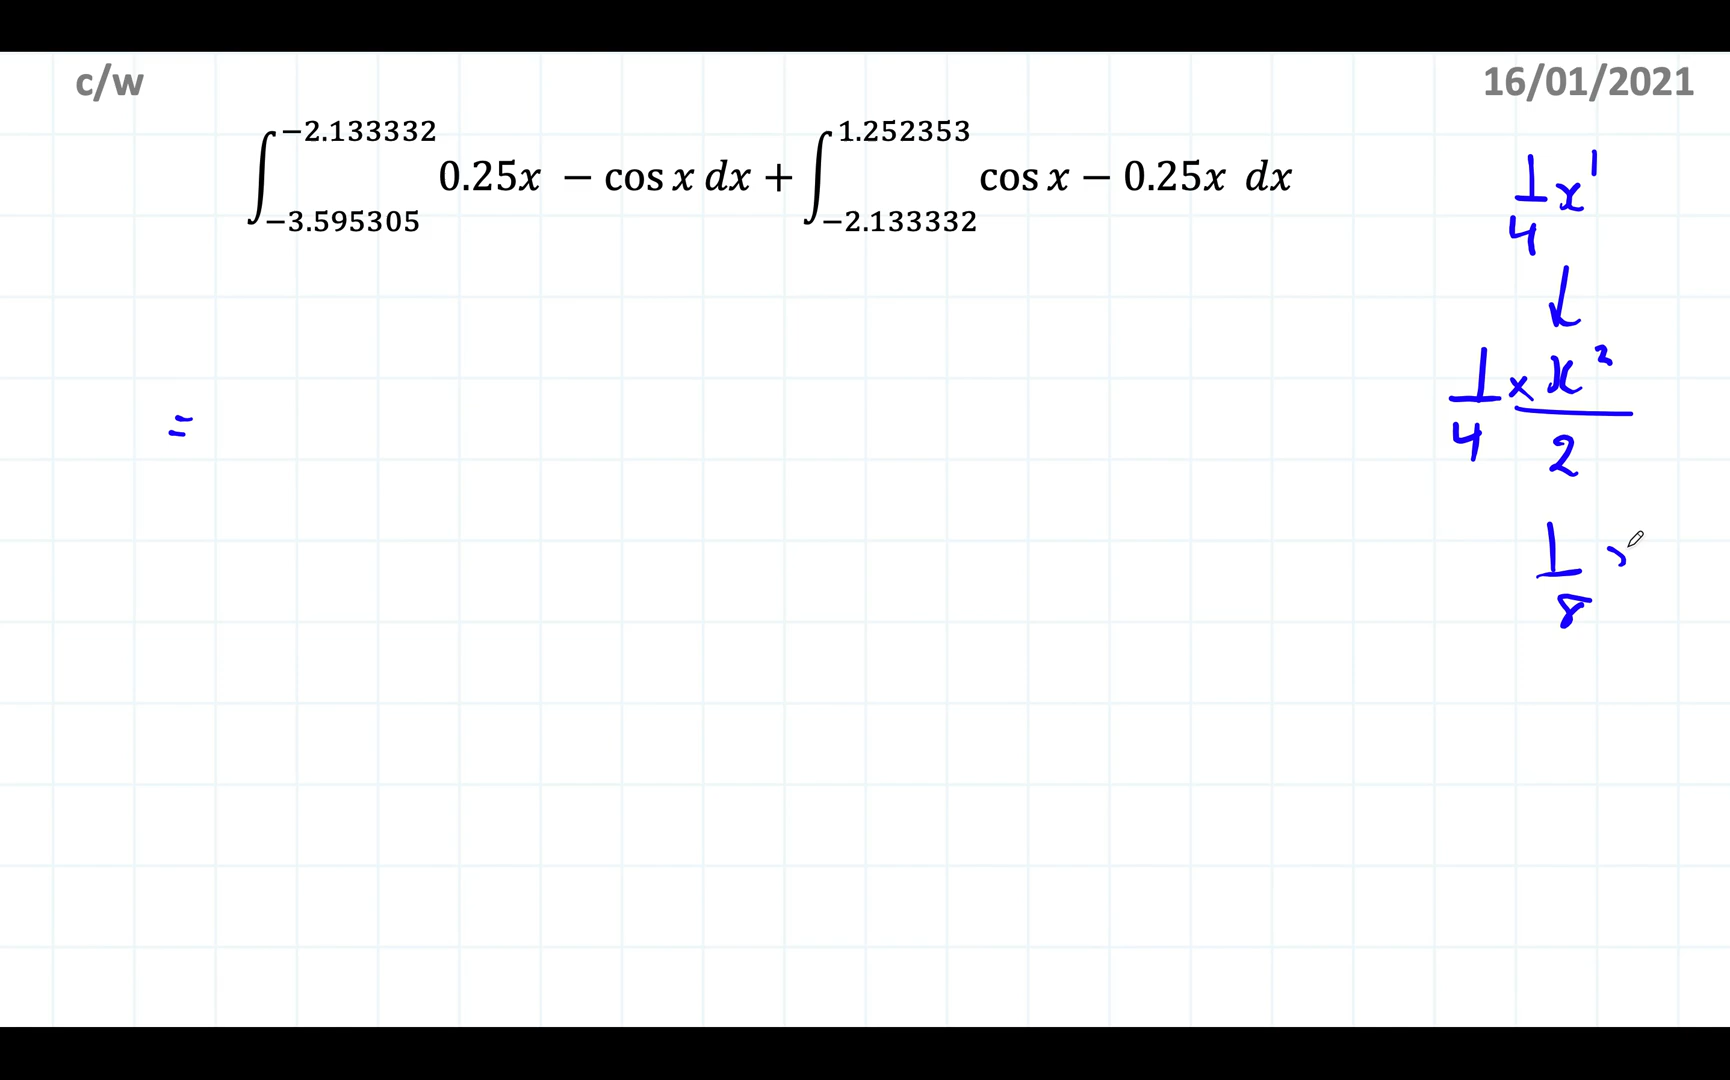 c/w 16/01/2021
∫_{−3.595305}^{−2.133332} 0.25x − cos x dx + ∫_{−2.133332}^{1.252353} cos x − 0.25x dx
1/4 x^1
↓
1/4 × x^2/2
=
1/8